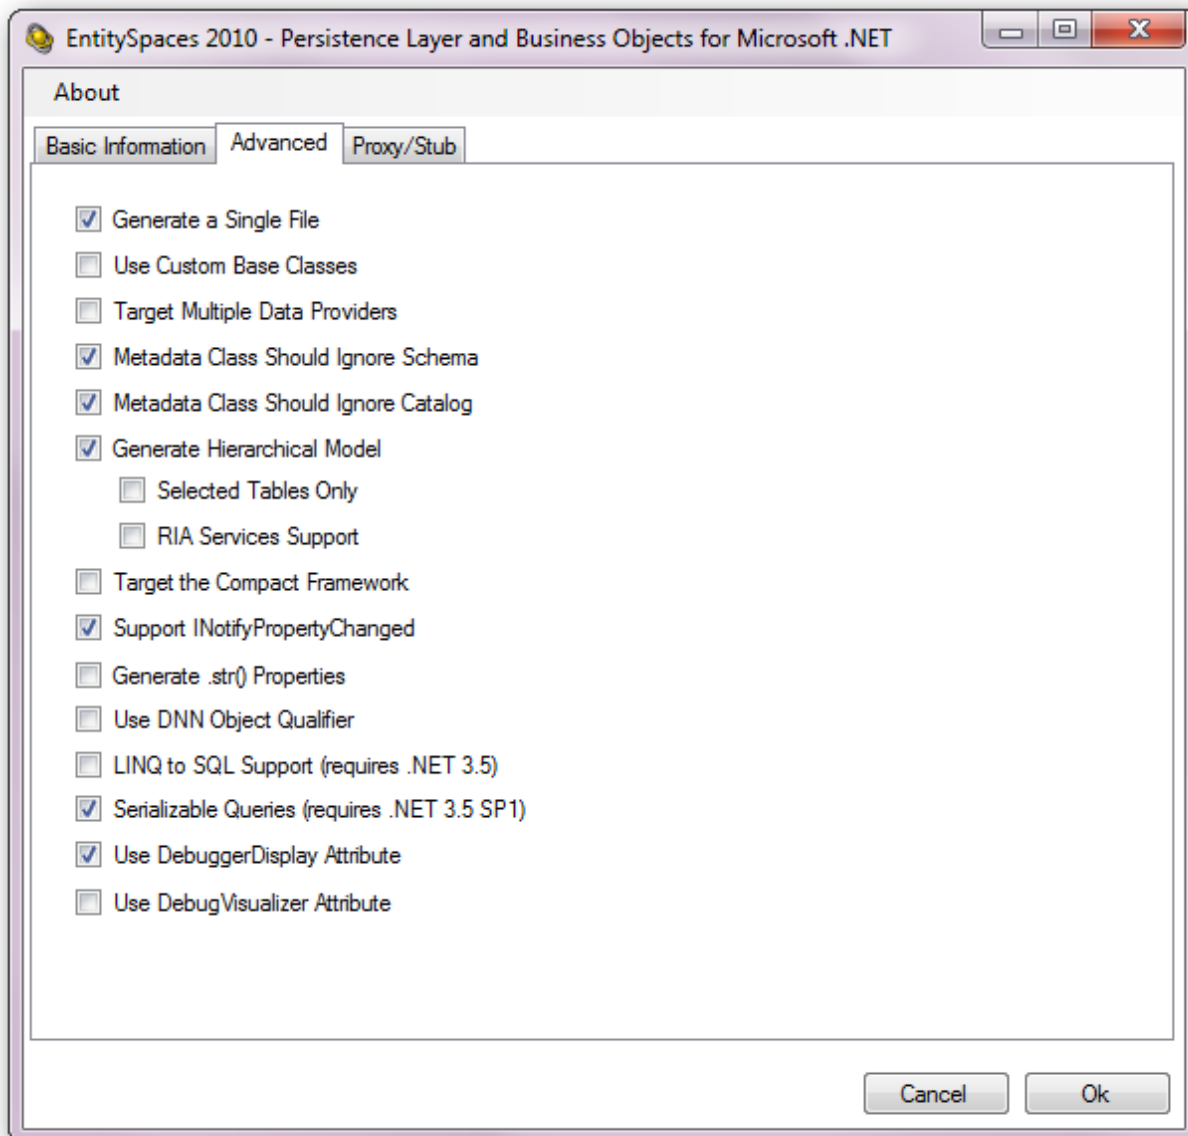 EntitySpaces 2010 - Persistence Layer and Business Objects for Microsoft .NET
About
Basic Information Advanced Proxy/Stub
Generate a Single File
Use Custom Base Classes
Target Multiple Data Providers
Metadata Class Should Ignore Schema
Metadata Class Should Ignore Catalog
Generate Hierarchical Model
Selected Tables Only
RIA Services Support
Target the Compact Framework
Support INotifyPropertyChanged
Generate .str() Properties
Use DNN Object Qualifier
LINQ to SQL Support (requires .NET 3.5)
Serializable Queries (requires .NET 3.5 SP1)
Use DebuggerDisplay Attribute
Use DebugVisualizer Attribute
Cancel Ok